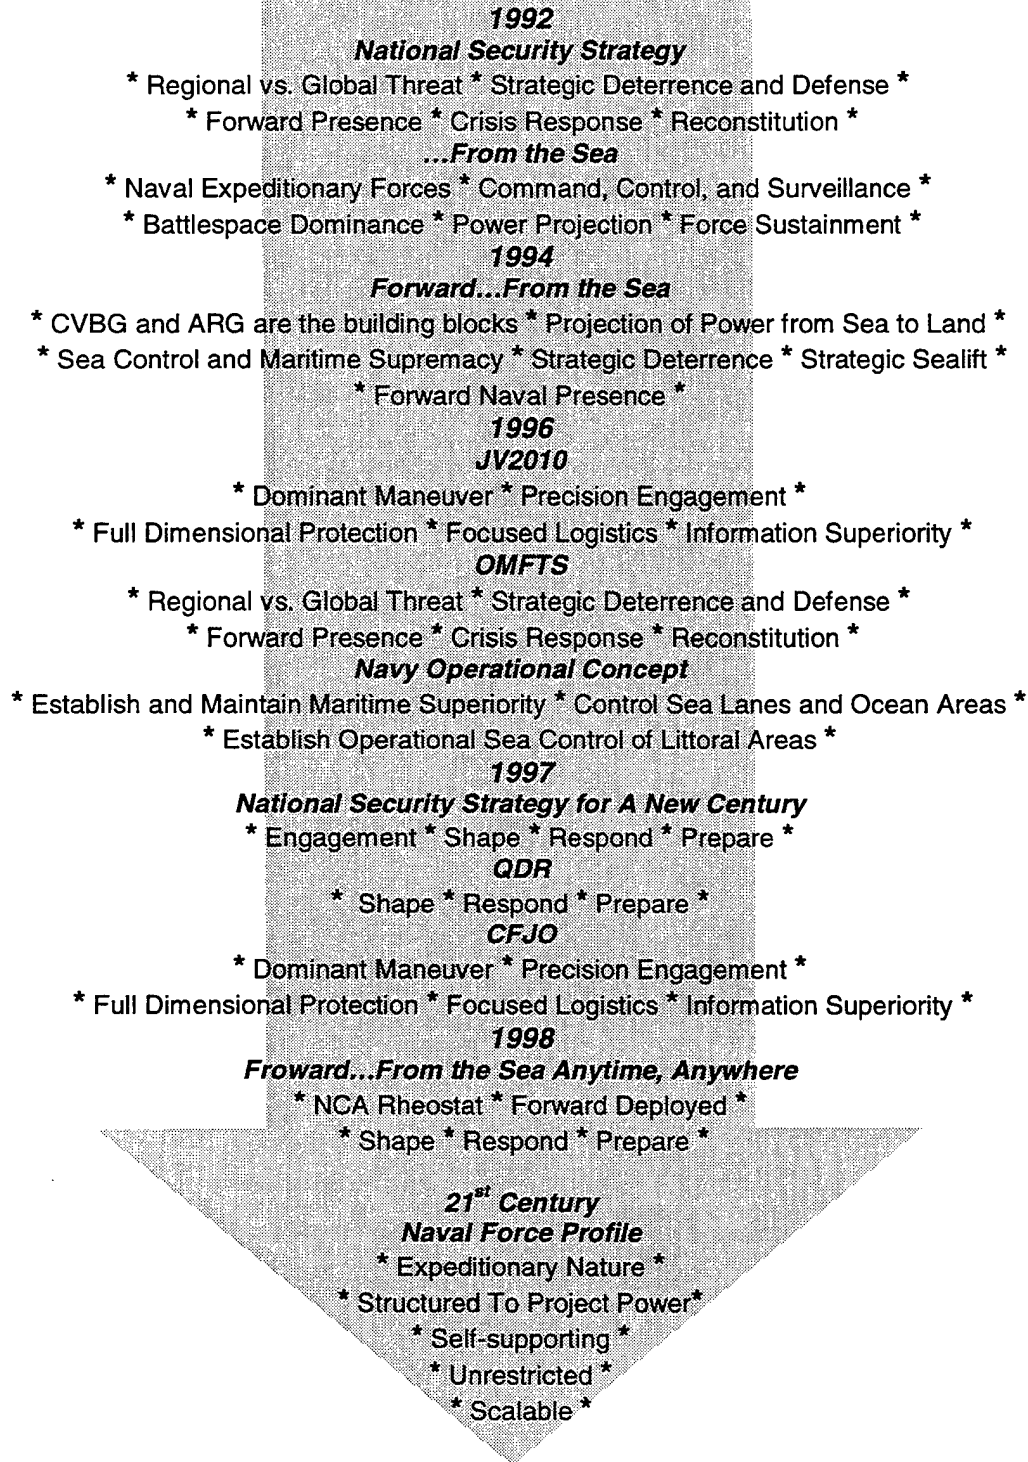 1992
National Security Strategy
* Regional vs. Global Threat * Strategic Deterrence and Defense *
* Forward Presence * Crisis Response * Reconstitution *
...From the Sea
* Naval Expeditionary Forces * Command, Control, and Surveillance *
* Battlespace Dominance * Power Projection * Force Sustainment *
1994
Forward...From the Sea
* CVBG and ARG are the building blocks * Projection of Power from Sea to Land *
* Sea Control and Maritime Supremacy * Strategic Deterrence * Strategic Sealift *
* Forward Naval Presence *
1996
JV2010
* Dominant Maneuver * Precision Engagement *
* Full Dimensional Protection * Focused Logistics * Information Superiority *
OMFTS
* Regional vs. Global Threat * Strategic Deterrence and Defense *
* Forward Presence * Crisis Response * Reconstitution *
Navy Operational Concept
* Establish and Maintain Maritime Superiority * Control Sea Lanes and Ocean Areas *
* Establish Operational Sea Control of Littoral Areas *
1997
National Security Strategy for A New Century
* Engagement * Shape * Respond * Prepare *
QDR
* Shape * Respond * Prepare *
CFJO
* Dominant Maneuver * Precision Engagement *
* Full Dimensional Protection * Focused Logistics * Information Superiority *
1998
Froward...From the Sea Anytime, Anywhere
* NCA Rheostat * Forward Deployed *
* Shape * Respond * Prepare *
21st Century
Naval Force Profile
* Expeditionary Nature *
* Structured To Project Power*
* Self-supporting *
* Unrestricted *
* Scalable *